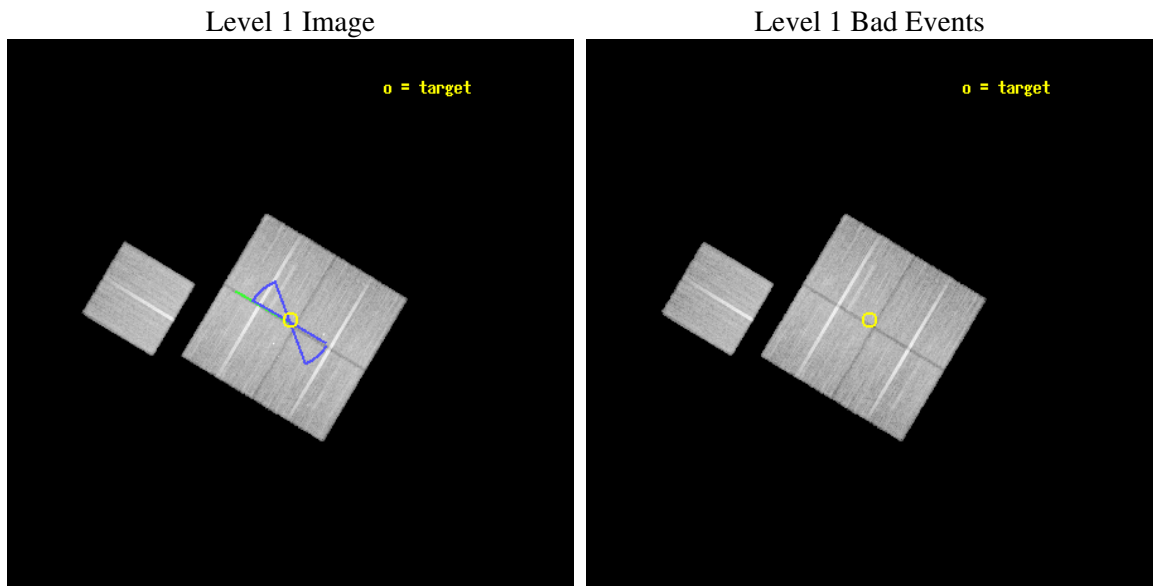 Level 1 Image
Level 1 Bad Events
o = target
o = target